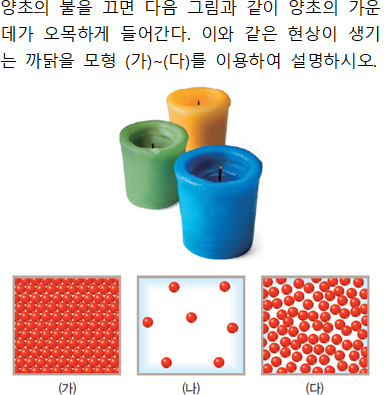 양초의 불을 끄면 다음 그림과 같이 양초의 가운
데가 오목하게 들어간다. 이와 같은 현상이 생기
는 까닭을 모형 (가)~(다)를 이용하여 설명하시오.
(가) (나) (다)